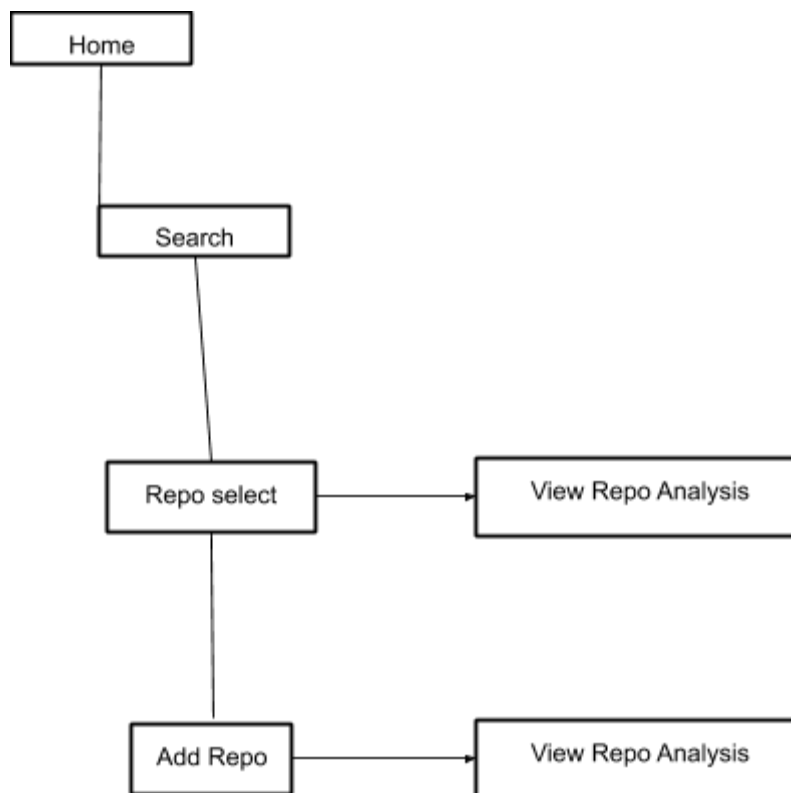 Home
Search
Repo select
View Repo Analysis
Add Repo
View Repo Analysis